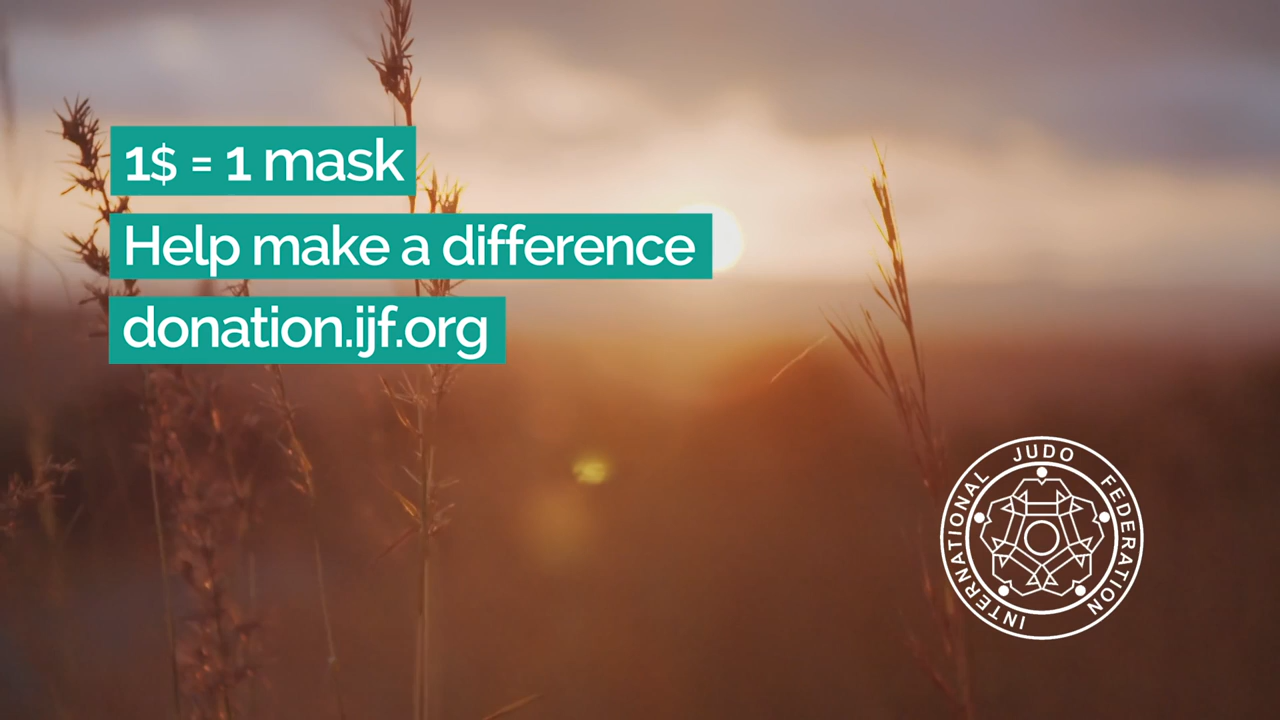 1$ = 1 mask
Help make a difference
donation.ijf.org
INTERNATIONAL JUDO FEDERATION